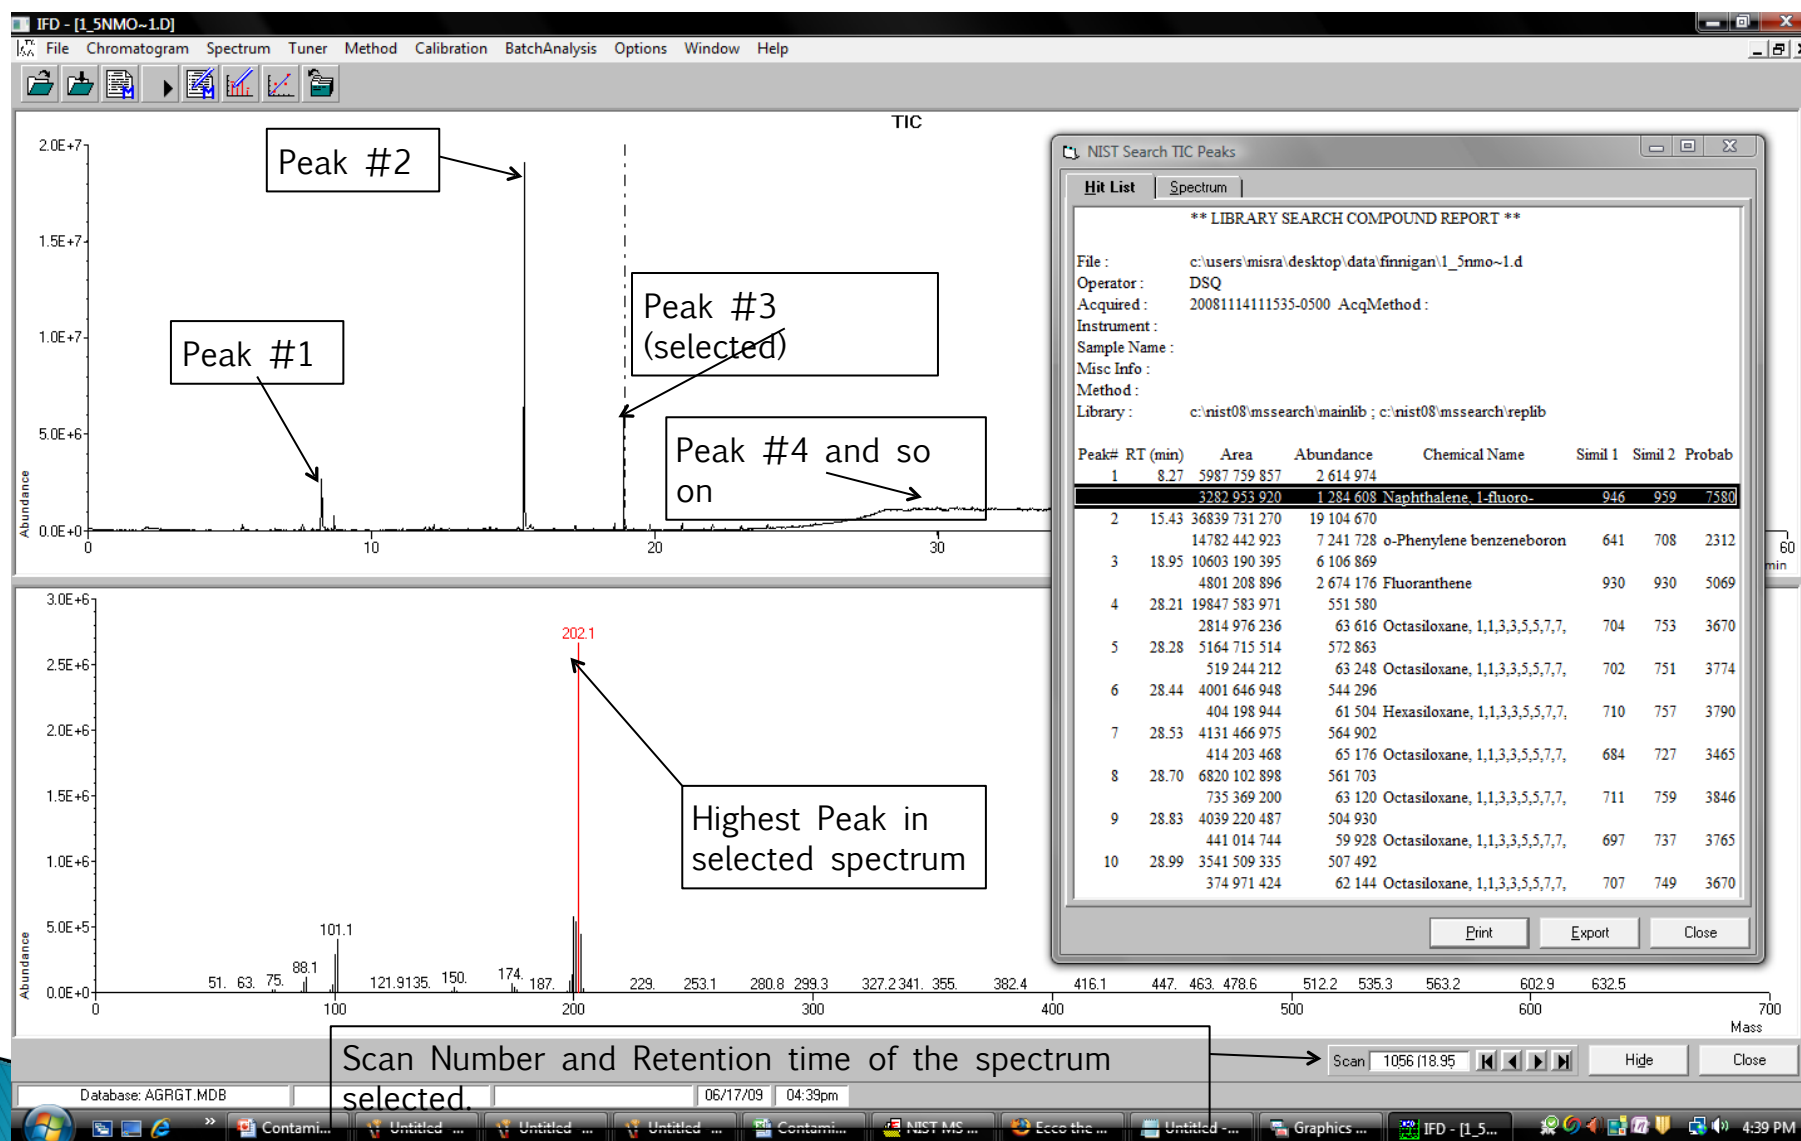 IFD - [1_5NMO~1.D]
File Chromatogram Spectrum Tuner Method Calibration BatchAnalysis Options Window Help
TIC
2.0E+7
1.5E+7
1.0E+7
5.0E+6
0.0E+0
Abundance
0 10 20 30 60
min
Peak #2
Peak #1
Peak #3
(selected)
Peak #4 and so
on
NIST Search TIC Peaks
Hit List Spectrum
** LIBRARY SEARCH COMPOUND REPORT **
File : c:\users\misra\desktop\data\finnigan\1_5nmo~1.d
Operator : DSQ
Acquired : 20081114111535-0500 AcqMethod :
Instrument :
Sample Name :
Misc Info :
Method :
Library : c:\nist08\mssearch\mainlib ; c:\nist08\mssearch\replib
Peak# RT (min) Area Abundance Chemical Name Simil 1 Simil 2 Probab
1 8.27 5987 759 857 2 614 974
3282 953 920 1 284 608 Naphthalene, 1-fluoro- 946 959 7580
2 15.43 36839 731 270 19 104 670
14782 442 923 7 241 728 o-Phenylene benzeneboron 641 708 2312
3 18.95 10603 190 395 6 106 869
4801 208 896 2 674 176 Fluoranthene 930 930 5069
4 28.21 19847 583 971 551 580
2814 976 236 63 616 Octasiloxane, 1,1,3,3,5,5,7,7, 704 753 3670
5 28.28 5164 715 514 572 863
519 244 212 63 248 Octasiloxane, 1,1,3,3,5,5,7,7, 702 751 3774
6 28.44 4001 646 948 544 296
404 198 944 61 504 Hexasiloxane, 1,1,3,3,5,5,7,7, 710 757 3790
7 28.53 4131 466 975 564 902
414 203 468 65 176 Octasiloxane, 1,1,3,3,5,5,7,7, 684 727 3465
8 28.70 6820 102 898 561 703
735 369 200 63 120 Octasiloxane, 1,1,3,3,5,5,7,7, 711 759 3846
9 28.83 4039 220 487 504 930
441 014 744 59 928 Octasiloxane, 1,1,3,3,5,5,7,7, 697 737 3765
10 28.99 3541 509 335 507 492
374 971 424 62 144 Octasiloxane, 1,1,3,3,5,5,7,7, 707 749 3670
Print Export Close
3.0E+6
2.5E+6
2.0E+6
1.5E+6
1.0E+6
5.0E+5
0.0E+0
Abundance
202.1
Highest Peak in
selected spectrum
101.1
51. 63. 75. 88.1 121.9 135. 150. 174. 187. 229. 253.1 280.8 299.3 327.2 341. 355. 382.4 416.1 447. 463. 478.6 512.2 535.3 563.2 602.9 632.5
0 100 200 300 400 500 600 700
Mass
Scan Number and Retention time of the spectrum
selected.
Scan 1056 (18.95 Hide Close
Database: AGRGT.MDB 06/17/09 04:39pm
Contami... Untitled ... Untitled ... Untitled ... Contami... NIST MS ... Ecco the ... Untitled -... Graphics ... IFD - [1_5... 4:39 PM